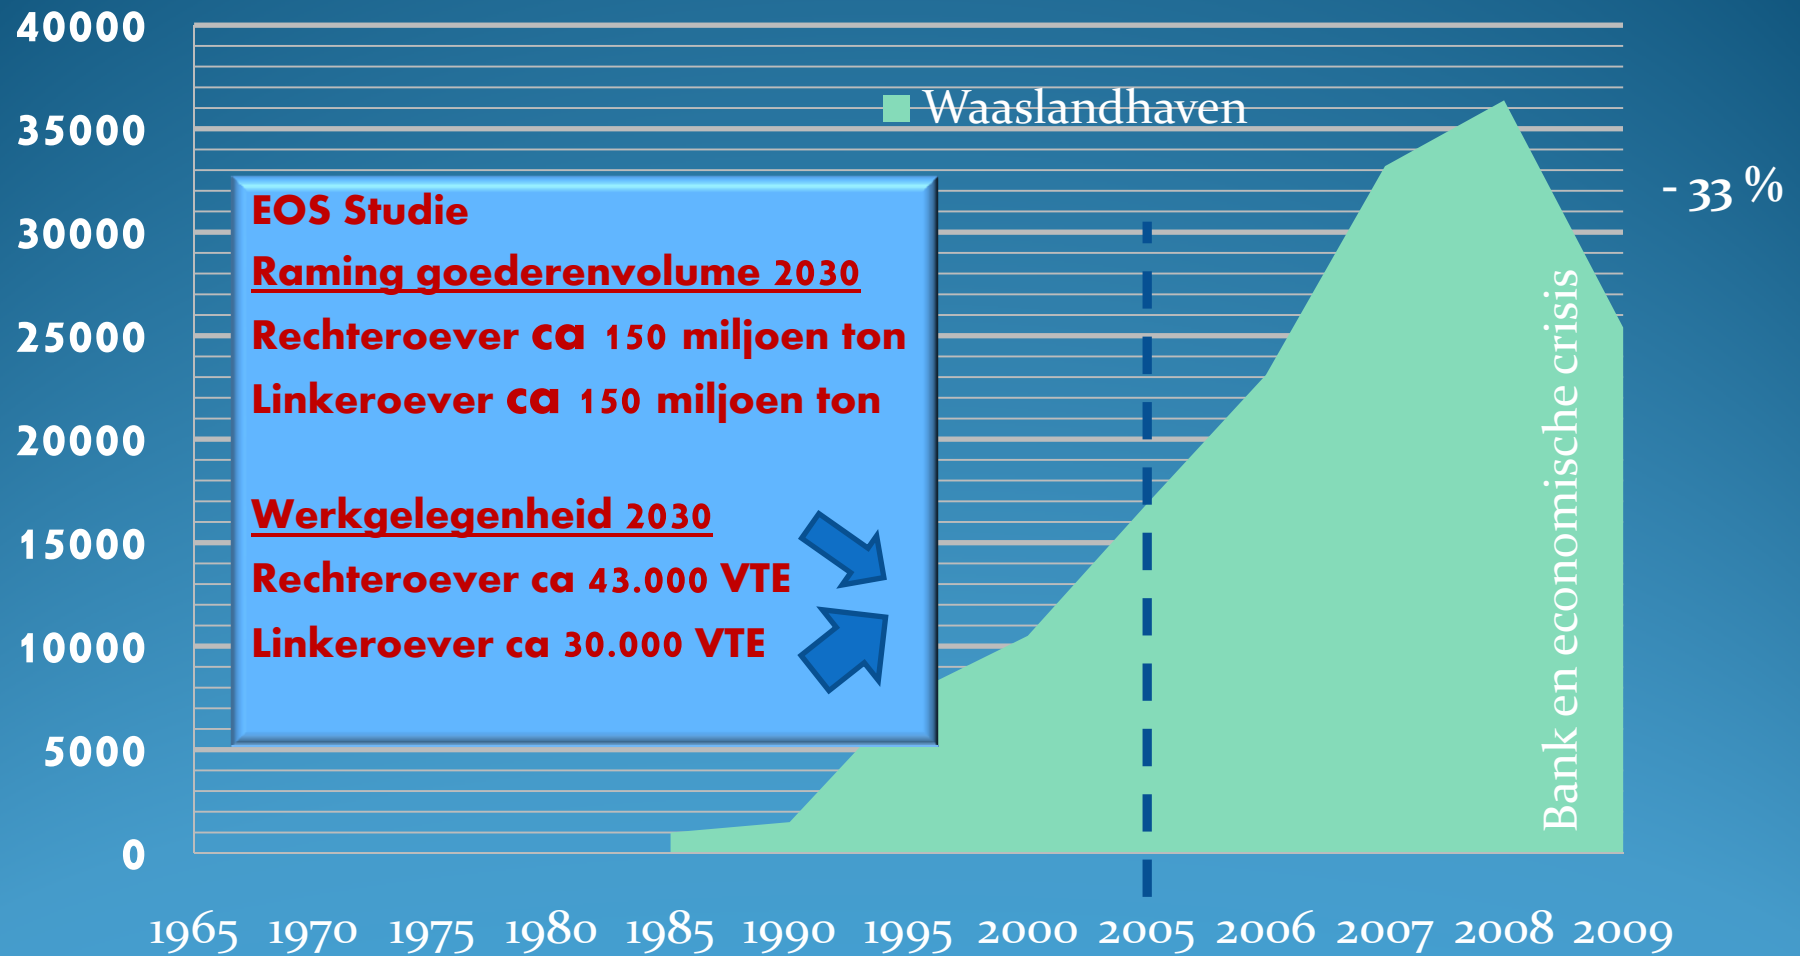 40000
35000
30000
25000
20000
15000
10000
5000
0
Waaslandhaven
- 33 %
EOS Studie
Raming goederenvolume 2030
Rechteroever ca 150 miljoen ton
Linkeroever ca 150 miljoen ton
Werkgelegenheid 2030
Rechteroever ca 43.000 VTE
Linkeroever ca 30.000 VTE
Bank en economische crisis
1965 1970 1975 1980 1985 1990 1995 2000 2005 2006 2007 2008 2009